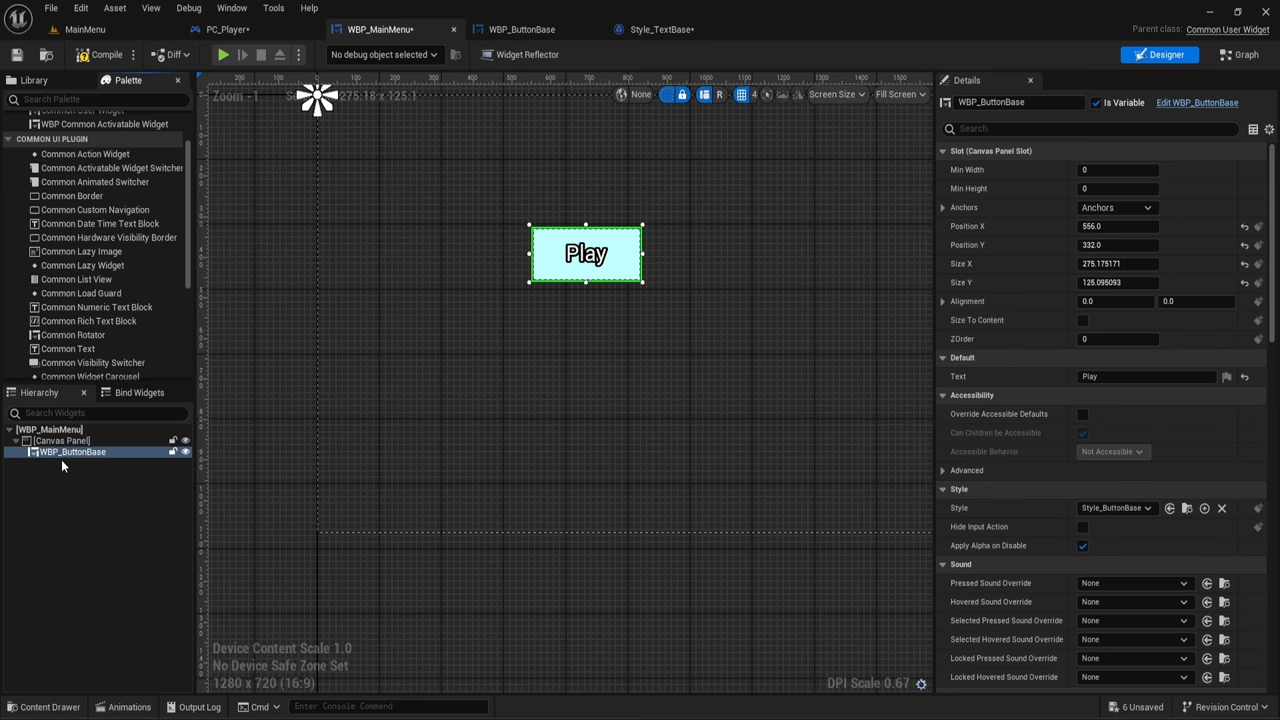 File Edit Asset View Debug Window Tools Help
MainMenu PC_Player* WBP_MainMenu* WBP_ButtonBase Style_TextBase* Parent class: Common User Widget
Compile Diff No debug object selected Widget Reflector Designer Graph
Library Palette
Search Palette
WBP Common Activatable Widget
COMMON UI PLUGIN
Common Action Widget
Common Activatable Widget Switcher
Common Animated Switcher
Common Border
Common Custom Navigation
Common Date Time Text Block
Common Hardware Visibility Border
Common Lazy Image
Common Lazy Widget
Common List View
Common Load Guard
Common Numeric Text Block
Common Rich Text Block
Common Rotator
Common Text
Common Visibility Switcher
Common Widget Carousel
Hierarchy Bind Widgets
Search Widgets
[WBP_MainMenu]
[Canvas Panel]
WBP_ButtonBase
Zoom -1
275.18 x 125.1
None R 4 Screen Size Fill Screen
Play
Device Content Scale 1.0
No Device Safe Zone Set
1280 x 720 (16:9)
DPI Scale 0.67
Details
WBP_ButtonBase Is Variable Edit WBP_ButtonBase
Search
Slot (Canvas Panel Slot)
Min Width 0
Min Height 0
Anchors Anchors
Position X 556.0
Position Y 332.0
Size X 275.175171
Size Y 125.095093
Alignment 0.0 0.0
Size To Content
ZOrder 0
Default
Text Play
Accessibility
Override Accessible Defaults
Can Children be Accessible
Accessible Behavior Not Accessible
Advanced
Style
Style Style_ButtonBase
Hide Input Action
Apply Alpha on Disable
Sound
Pressed Sound Override None
Hovered Sound Override None
Selected Pressed Sound Override None
Selected Hovered Sound Override None
Locked Pressed Sound Override None
Locked Hovered Sound Override None
Content Drawer Animations Output Log Cmd Enter Console Command 6 Unsaved Revision Control